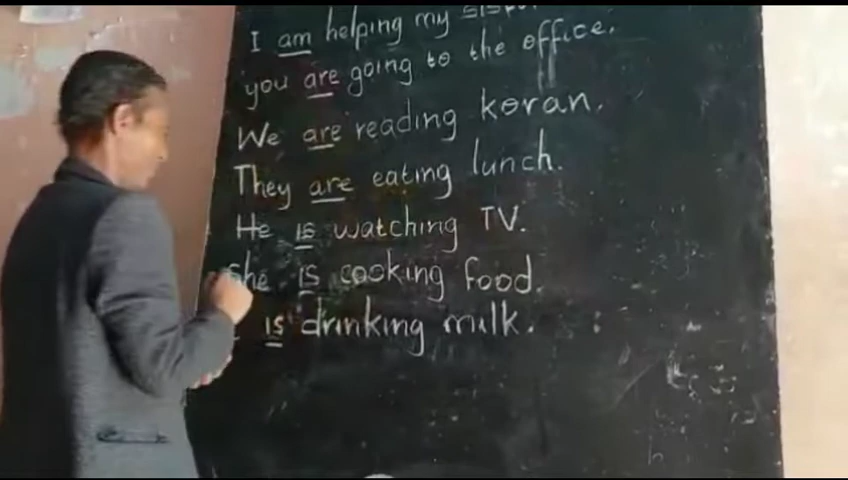 I am helping my
you are going to the office.
We are reading koran.
They are eating lunch.
He is watching TV.
She is cooking food.
is drinking milk.